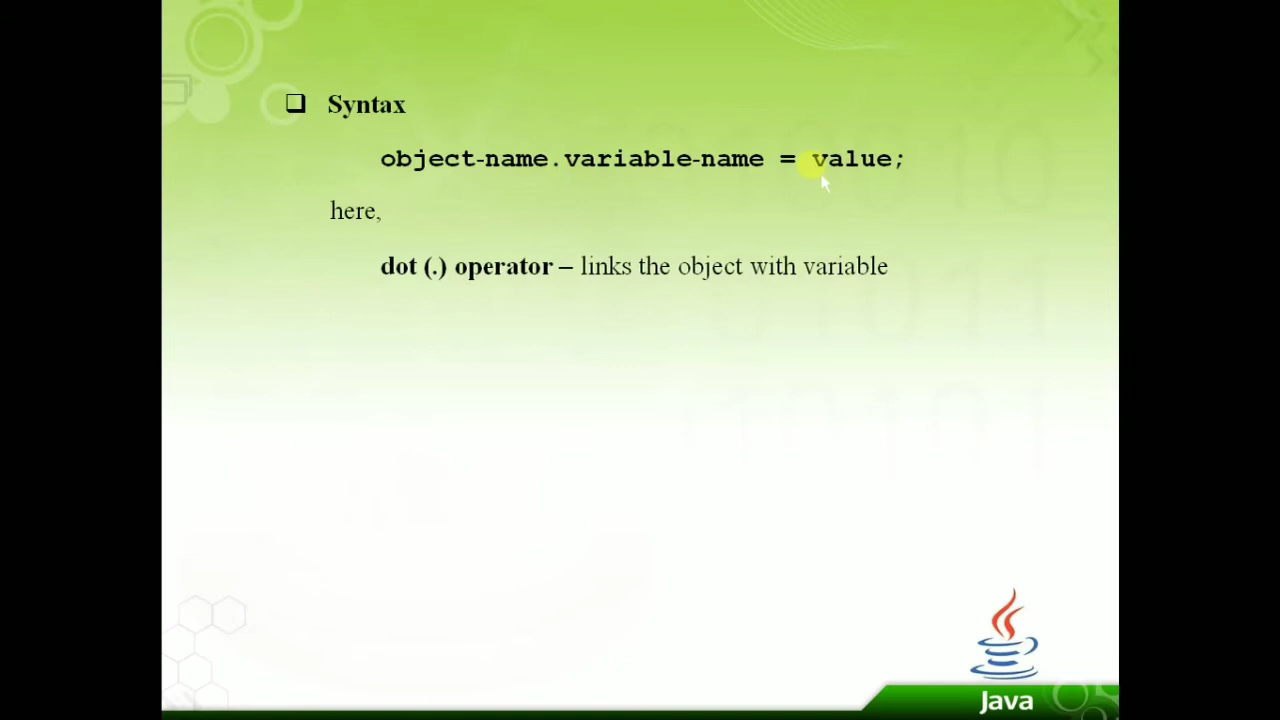 Syntax
object-name.variable-name = value;
here,
dot (.) operator – links the object with variable
Java